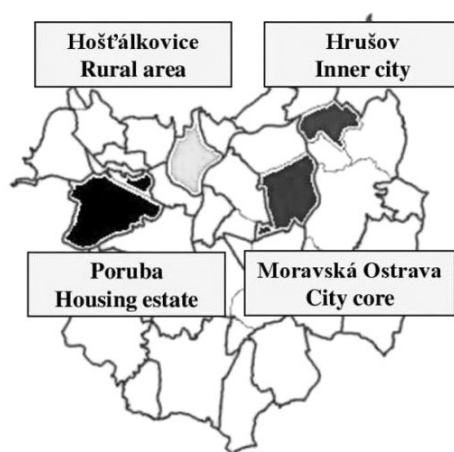 Hošťálkovice
Rural area
Hrušov
Inner city
Poruba
Housing estate
Moravská Ostrava
City core